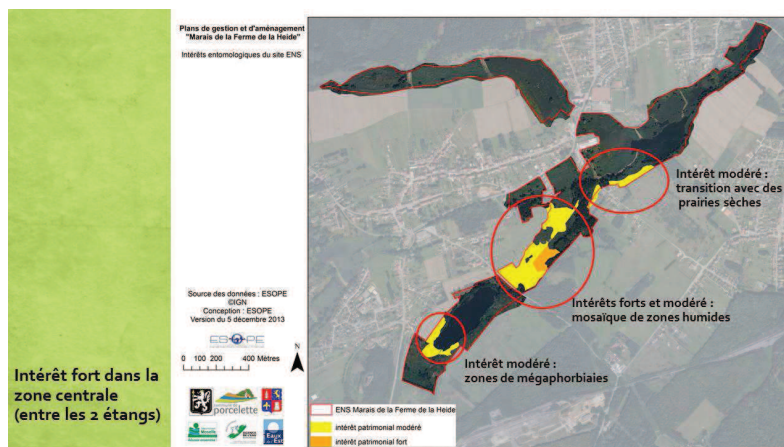 Plans de gestion et d'aménagement
"Marais de la Ferme de la Heide"
Intérêts entomologiques du site ENS
Intérêt modéré :
transition avec des
prairies sèches
Intérêts forts et modéré :
mosaïque de zones humides
Intérêt modéré :
zones de mégaphorbiaies
Source des données : ESOPE
©IGN
Conception : ESOPE
Version du 5 décembre 2013
ESOPE
0 100 200 400 Mètres
N
Intérêt fort dans la
zone centrale
(entre les 2 étangs)
porcelette
ENS Marais de la Ferme de la Heide
intérêt patrimonial modéré
intérêt patrimonial fort